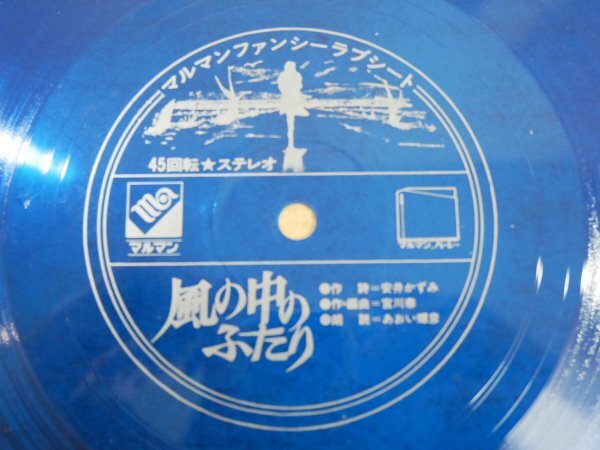 マルマンファンシーラブシート
45回転★ステレオ
マルマン
風の中の
ふたり
●作 詩=安井かずみ
●作・編曲=宮川泰
=あおい輝彦